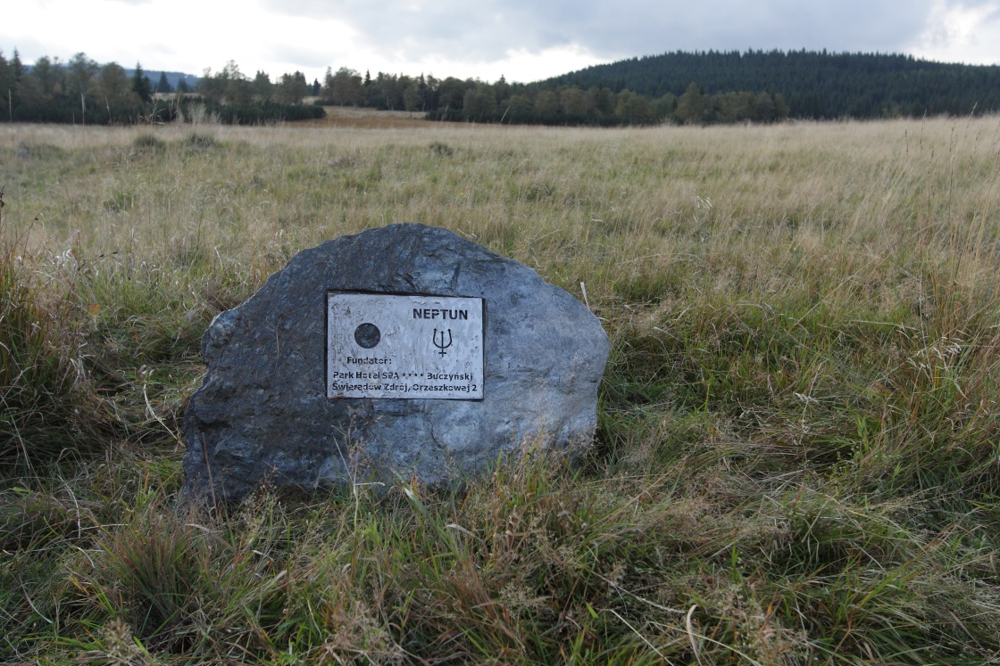 NEPTUN
Fundator:
Park Hotel SPA **** Buczyński
Świeradów Zdrój, Orzeszkowej 2